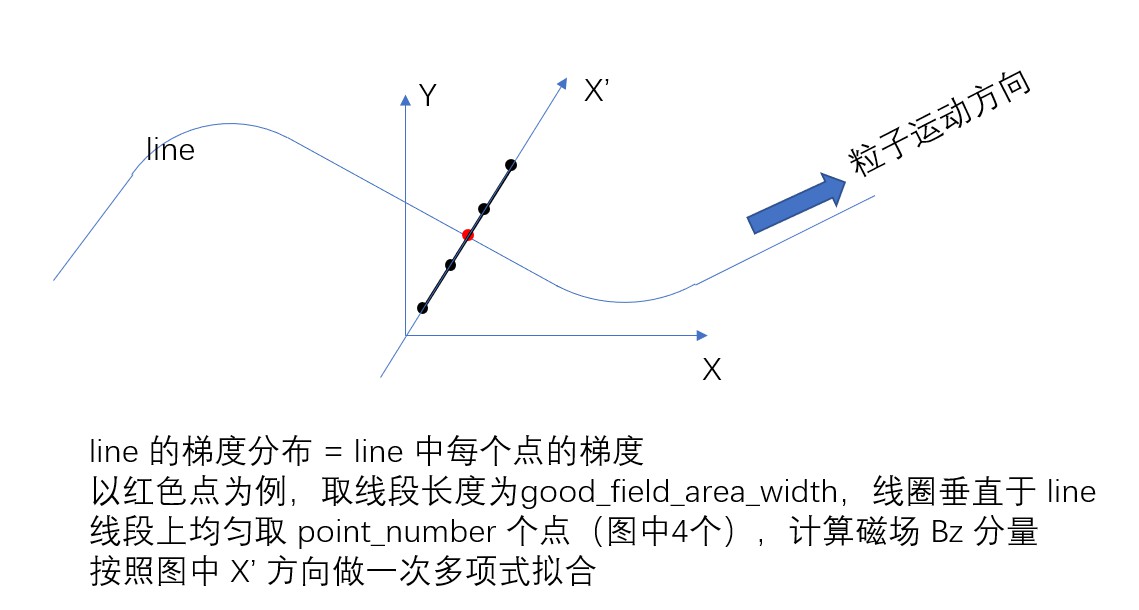 Y
X’
粒子运动方向
line
X
line 的梯度分布 = line 中每个点的梯度
以红色点为例，取线段长度为good_field_area_width，线圈垂直于 line
线段上均匀取 point_number 个点（图中4个），计算磁场 Bz 分量
按照图中 X’ 方向做一次多项式拟合